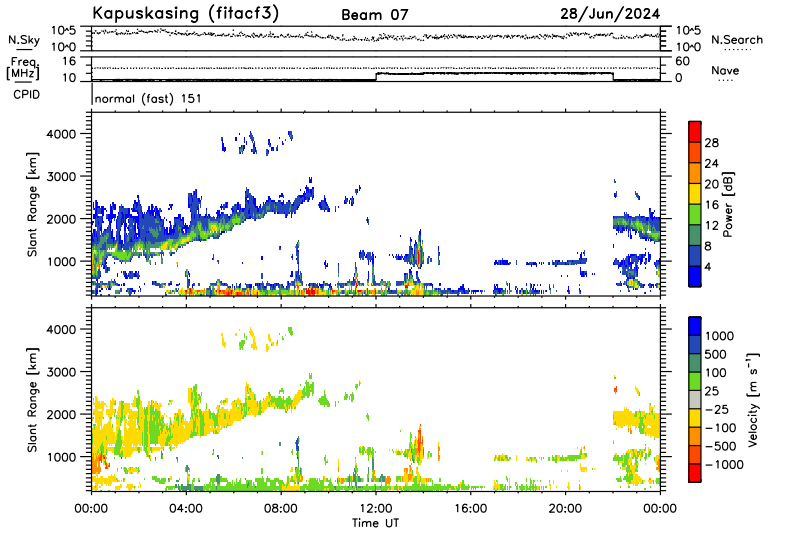 Kapuskasing (fitacf3) Beam 07 28/Jun/2024
N.Sky 10^5 10^0 10^5 10^0 N.Search
Freq. [MHz] 16 10 60 0 Nave
CPID normal (fast) 151
Slant Range [km]
4000
3000
2000
1000
Power [dB]
28
24
20
16
12
8
4
Slant Range [km]
4000
3000
2000
1000
Velocity [m s^-1]
1000
500
100
25
-25
-100
-500
-1000
00:00 04:00 08:00 12:00 16:00 20:00 00:00
Time UT